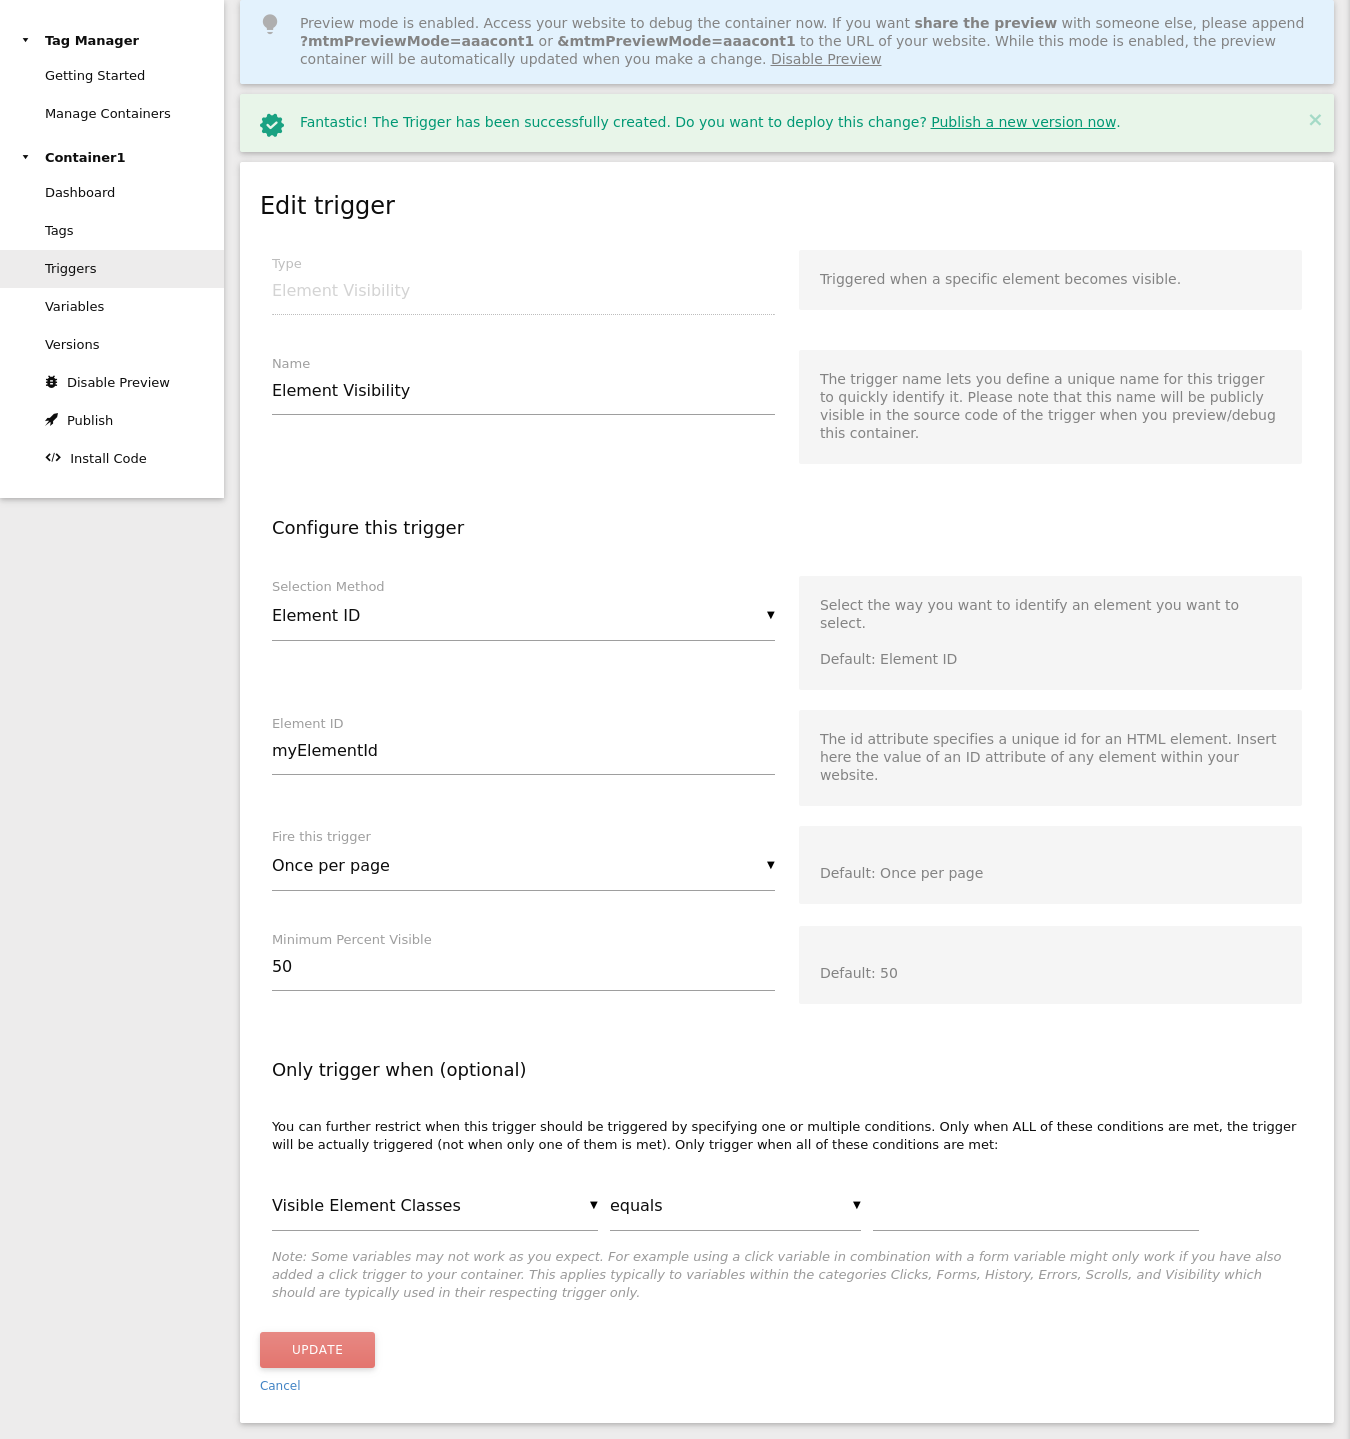 Tag Manager
Getting Started
Manage Containers
Container1
Dashboard
Tags
Triggers
Variables
Versions
Disable Preview
Publish
Install Code
Preview mode is enabled. Access your website to debug the container now. If you want share the preview with someone else, please append
?mtmPreviewMode=aaacont1 or &mtmPreviewMode=aaacont1 to the URL of your website. While this mode is enabled, the preview
container will be automatically updated when you make a change. Disable Preview
Fantastic! The Trigger has been successfully created. Do you want to deploy this change? Publish a new version now.
Edit trigger
Type
Element Visibility
Triggered when a specific element becomes visible.
Name
Element Visibility
The trigger name lets you define a unique name for this trigger
to quickly identify it. Please note that this name will be publicly
visible in the source code of the trigger when you preview/debug
this container.
Configure this trigger
Selection Method
Element ID
Select the way you want to identify an element you want to
select.
Default: Element ID
Element ID
myElementId
The id attribute specifies a unique id for an HTML element. Insert
here the value of an ID attribute of any element within your
website.
Fire this trigger
Once per page
Default: Once per page
Minimum Percent Visible
50
Default: 50
Only trigger when (optional)
You can further restrict when this trigger should be triggered by specifying one or multiple conditions. Only when ALL of these conditions are met, the trigger
will be actually triggered (not when only one of them is met). Only trigger when all of these conditions are met:
Visible Element Classes equals
Note: Some variables may not work as you expect. For example using a click variable in combination with a form variable might only work if you have also
added a click trigger to your container. This applies typically to variables within the categories Clicks, Forms, History, Errors, Scrolls, and Visibility which
should are typically used in their respecting trigger only.
UPDATE
Cancel